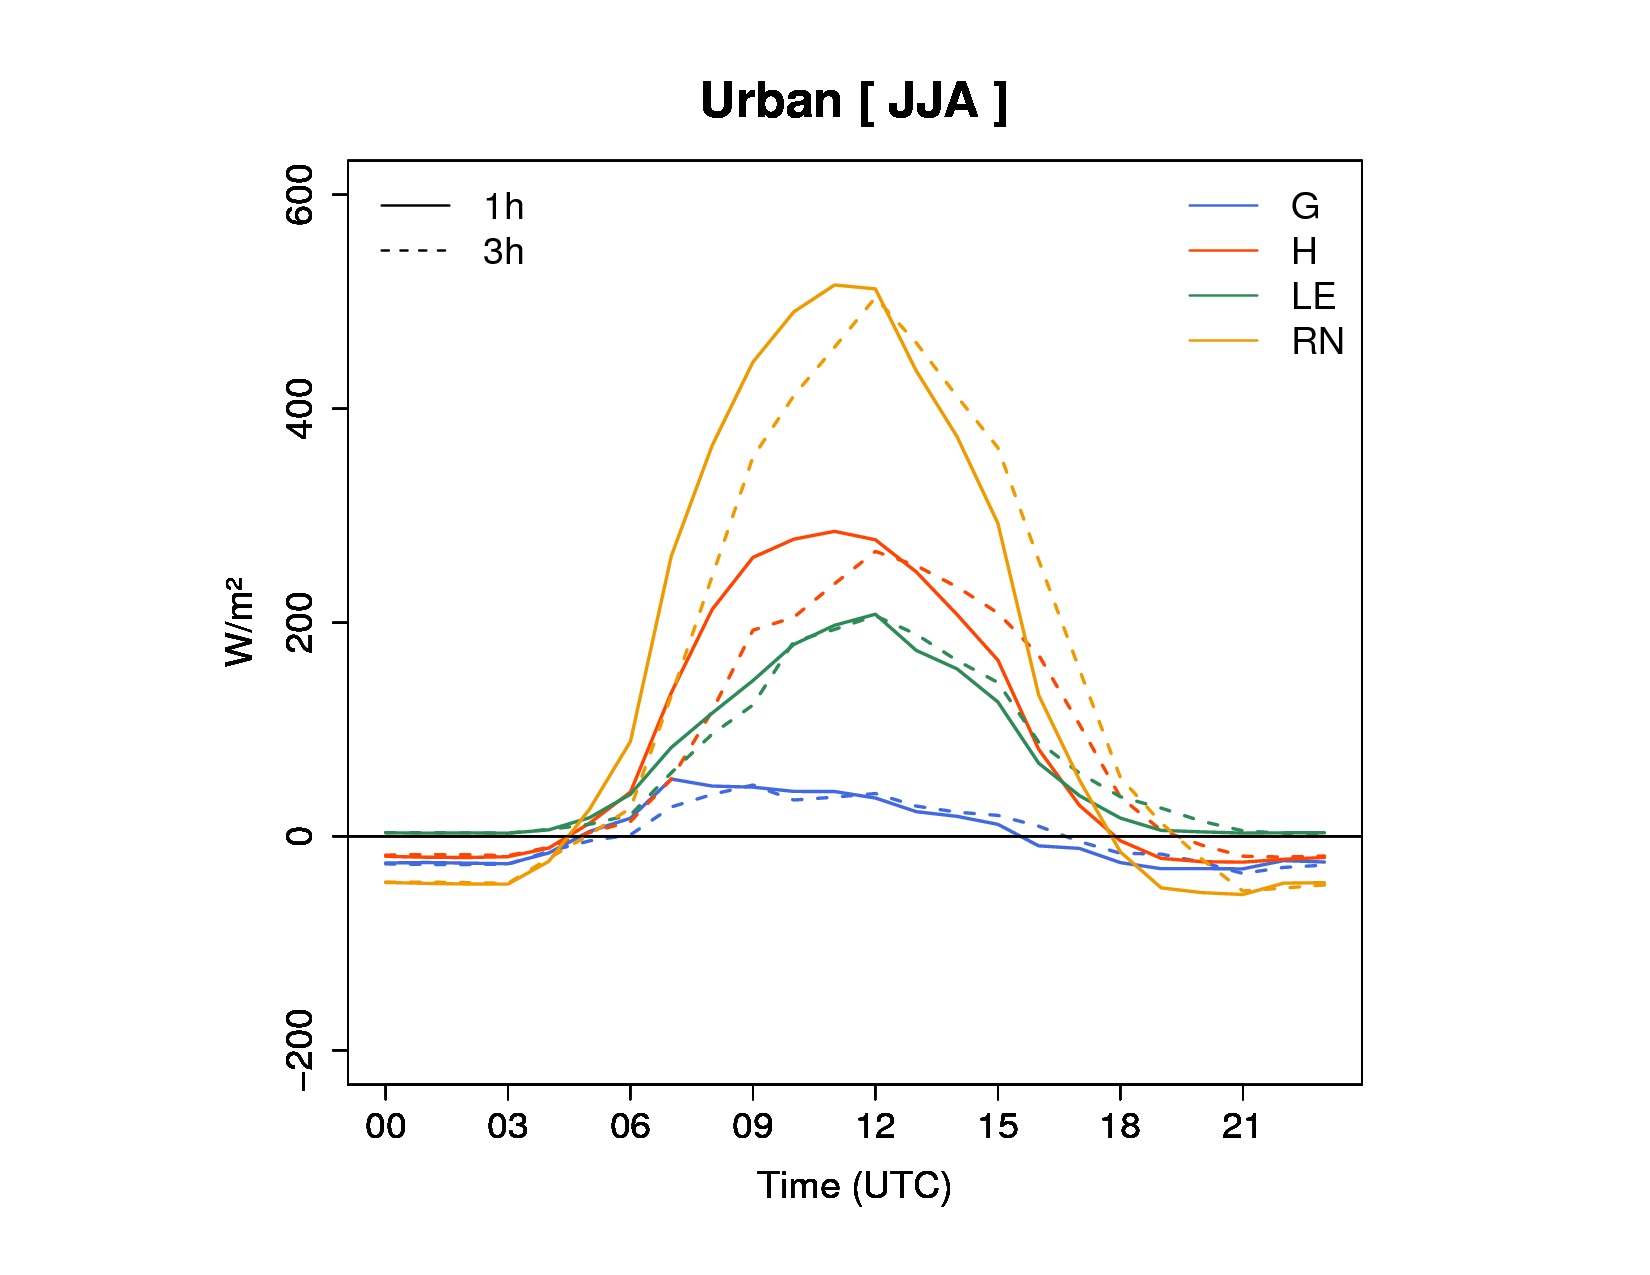 Urban [ JJA ]
1h
3h
G
H
LE
RN
W/m²
600
400
200
0
−200
00 03 06 09 12 15 18 21
Time (UTC)